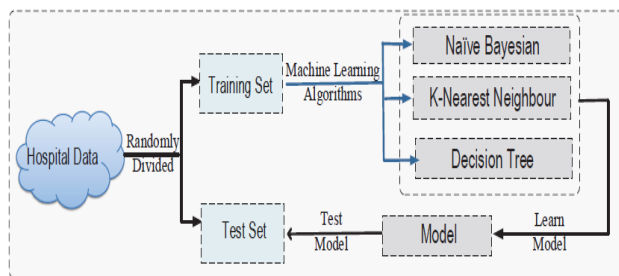 Hospital Data
Randomly
Divided
Training Set
Machine Learning
Algorithms
Naïve Bayesian
K-Nearest Neighbour
Decision Tree
Learn
Model
Model
Test
Model
Test Set